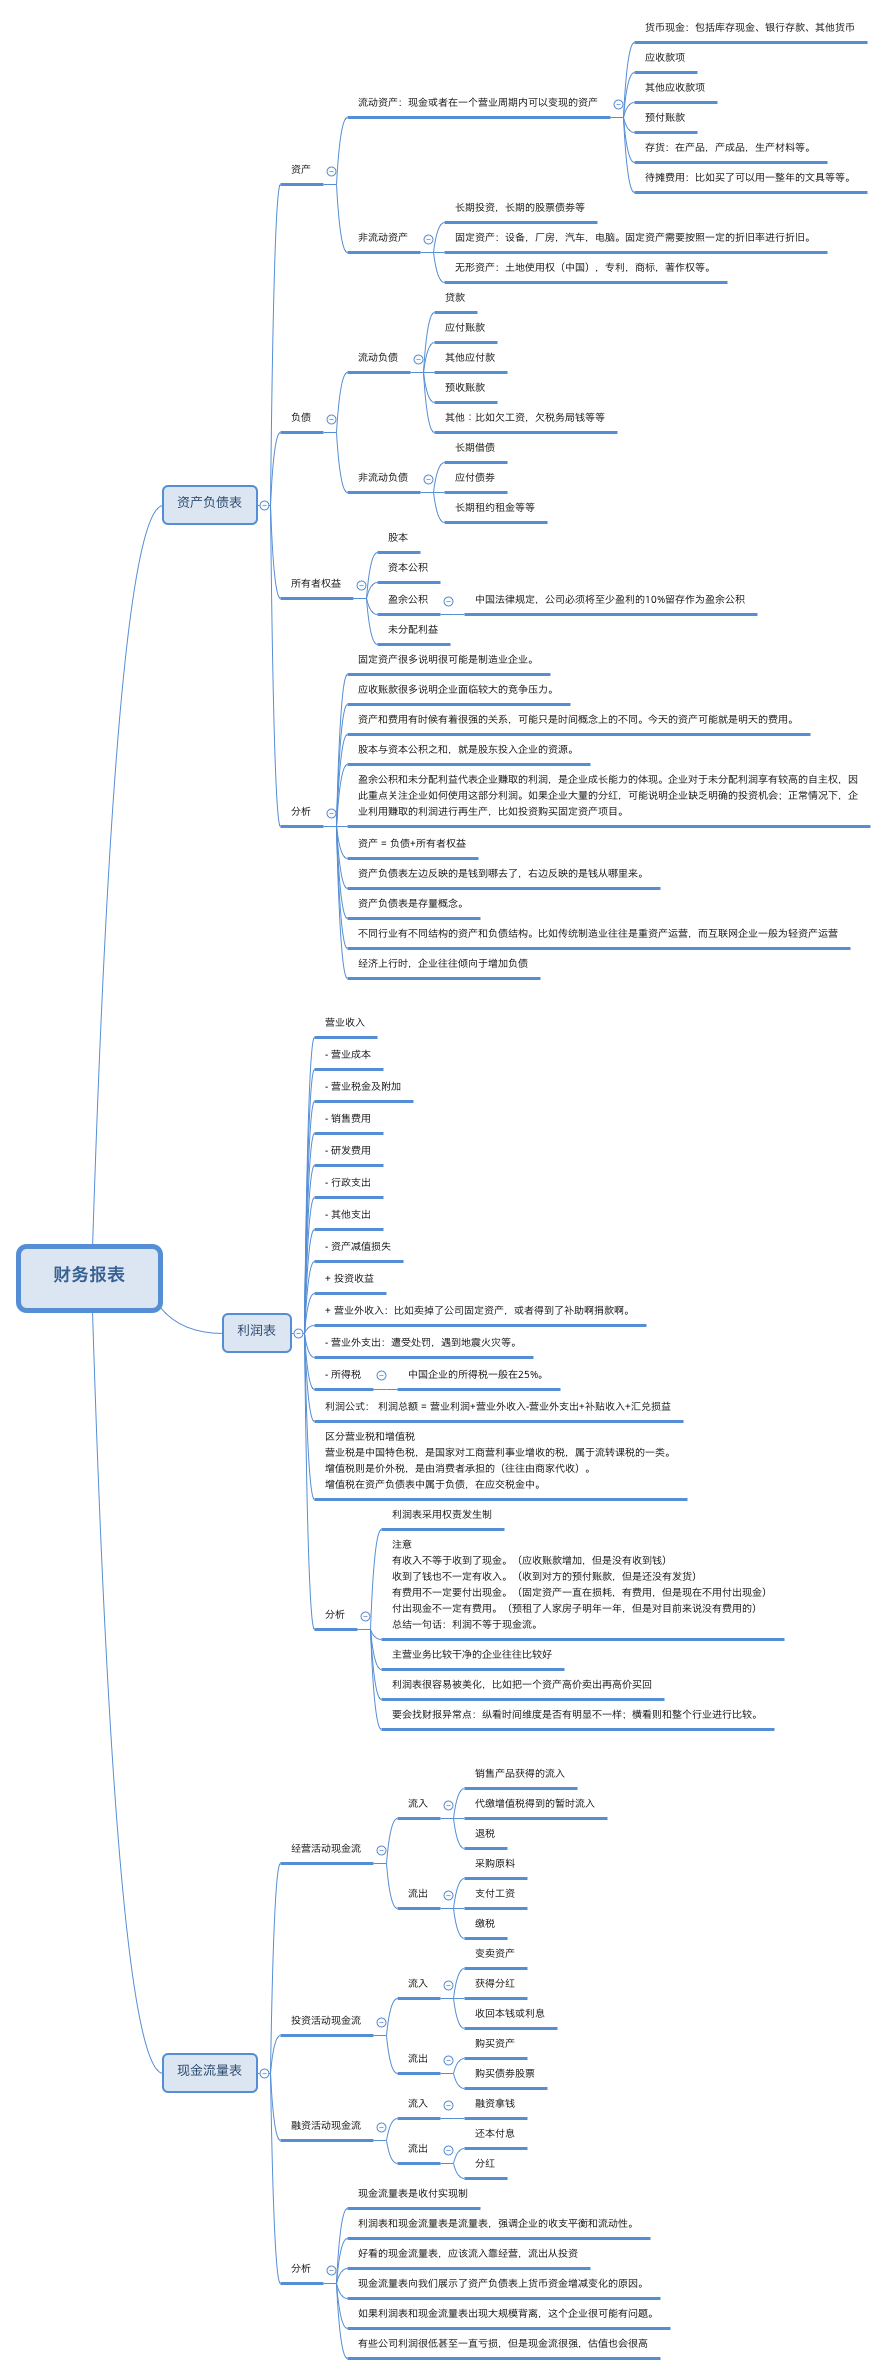 财务报表
资产负债表
资产
流动资产：现金或者在一个营业周期内可以变现的资产
货币现金：包括库存现金、银行存款、其他货币
应收款项
其他应收款项
预付账款
存货：在产品，产成品，生产材料等。
待摊费用：比如买了可以用一整年的文具等等。
非流动资产
长期投资，长期的股票债券等
固定资产：设备，厂房，汽车，电脑。固定资产需要按照一定的折旧率进行折旧。
无形资产：土地使用权（中国），专利，商标，著作权等。
负债
流动负债
贷款
应付账款
其他应付款
预收账款
其他：比如欠工资，欠税务局钱等等
非流动负债
长期借债
应付债券
长期租约租金等等
所有者权益
股本
资本公积
盈余公积
中国法律规定，公司必须将至少盈利的10%留存作为盈余公积
未分配利益
分析
固定资产很多说明很可能是制造业企业。
应收账款很多说明企业面临较大的竞争压力。
资产和费用有时候有着很强的关系，可能只是时间概念上的不同。今天的资产可能就是明天的费用。
股本与资本公积之和，就是股东投入企业的资源。
盈余公积和未分配利益代表企业赚取的利润，是企业成长能力的体现。企业对于未分配利润享有较高的自主权，因
此重点关注企业如何使用这部分利润。如果企业大量的分红，可能说明企业缺乏明确的投资机会；正常情况下，企
业利用赚取的利润进行再生产，比如投资购买固定资产项目。
资产 = 负债+所有者权益
资产负债表左边反映的是钱到哪去了，右边反映的是钱从哪里来。
资产负债表是存量概念。
不同行业有不同结构的资产和负债结构。比如传统制造业往往是重资产运营，而互联网企业一般为轻资产运营
经济上行时，企业往往倾向于增加负债
利润表
营业收入
- 营业成本
- 营业税金及附加
- 销售费用
- 研发费用
- 行政支出
- 其他支出
- 资产减值损失
+ 投资收益
+ 营业外收入：比如卖掉了公司固定资产，或者得到了补助啊捐款啊。
- 营业外支出：遭受处罚，遇到地震火灾等。
- 所得税
中国企业的所得税一般在25%。
利润公式： 利润总额 = 营业利润+营业外收入-营业外支出+补贴收入+汇兑损益
区分营业税和增值税
营业税是中国特色税，是国家对工商营利事业增收的税，属于流转课税的一类。
增值税则是价外税，是由消费者承担的（往往由商家代收）。
增值税在资产负债表中属于负债，在应交税金中。
分析
利润表采用权责发生制
注意
有收入不等于收到了现金。（应收账款增加，但是没有收到钱）
收到了钱也不一定有收入。（收到对方的预付账款，但是还没有发货）
有费用不一定要付出现金。（固定资产一直在损耗，有费用，但是现在不用付出现金）
付出现金不一定有费用。（预租了人家房子明年一年，但是对目前来说没有费用的）
总结一句话：利润不等于现金流。
主营业务比较干净的企业往往比较好
利润表很容易被美化，比如把一个资产高价卖出再高价买回
要会找财报异常点：纵看时间维度是否有明显不一样；横看则和整个行业进行比较。
现金流量表
经营活动现金流
流入
销售产品获得的流入
代缴增值税得到的暂时流入
退税
流出
采购原料
支付工资
缴税
投资活动现金流
流入
变卖资产
获得分红
收回本钱或利息
流出
购买资产
购买债券股票
融资活动现金流
流入
融资拿钱
流出
还本付息
分红
分析
现金流量表是收付实现制
利润表和现金流量表是流量表，强调企业的收支平衡和流动性。
好看的现金流量表，应该流入靠经营，流出从投资
现金流量表向我们展示了资产负债表上货币资金增减变化的原因。
如果利润表和现金流量表出现大规模背离，这个企业很可能有问题。
有些公司利润很低甚至一直亏损，但是现金流很强，估值也会很高